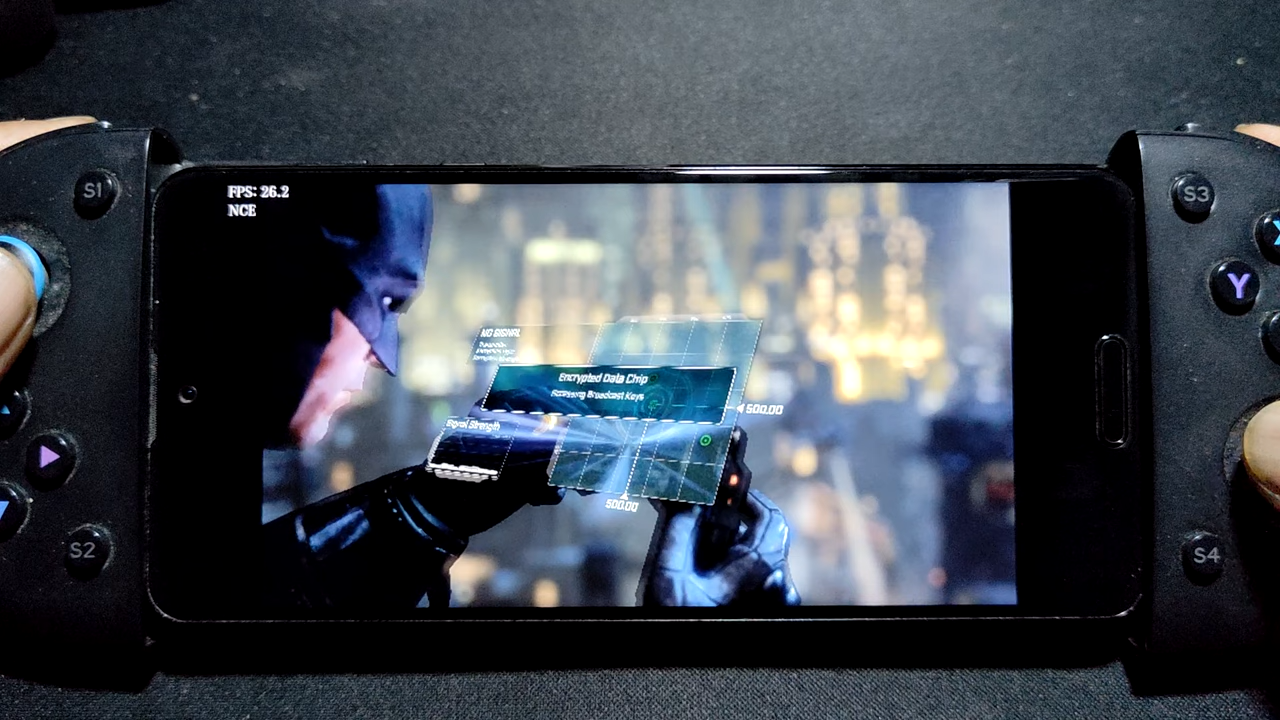 FPS: 26.2
NCE
S1
S3
Y
NO SIGNAL
Encrypted Data Chip
Accessing Broadcast Keys
500.00
Signal Strength
500.00
S2
S4